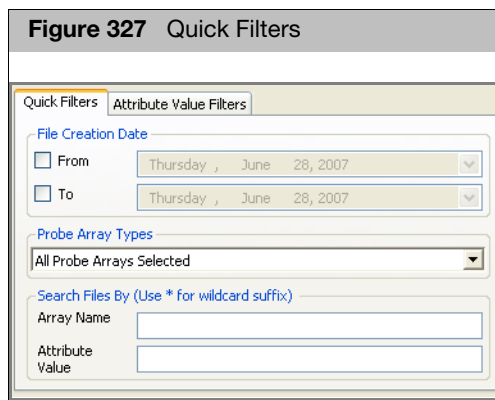 Figure 327 Quick Filters
Quick Filters Attribute Value Filters
File Creation Date
From Thursday , June 28, 2007
To Thursday , June 28, 2007
Probe Array Types
All Probe Arrays Selected
Search Files By (Use * for wildcard suffix)
Array Name
Attribute
Value